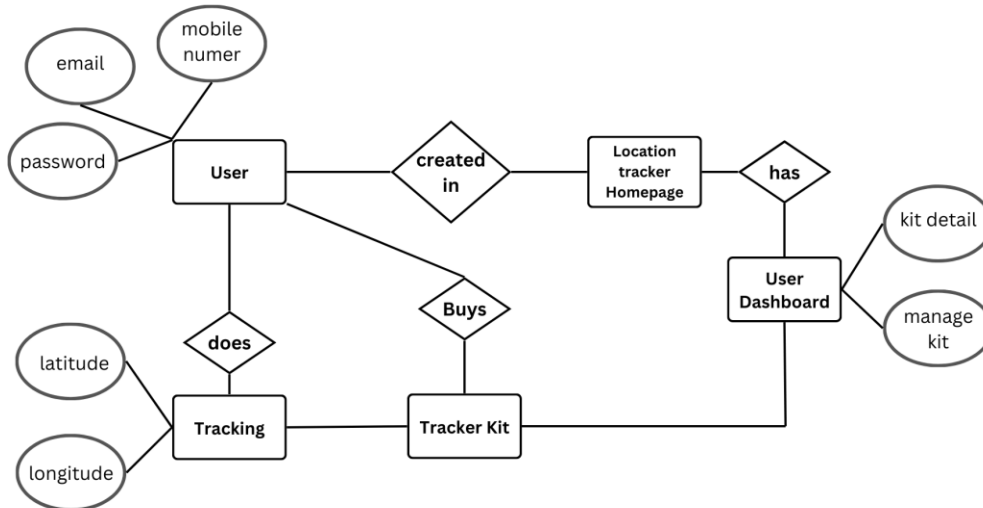 mobile
numer
email
password
User
created
in
Location
tracker
Homepage
has
kit detail
User
Dashboard
manage
kit
Buys
does
latitude
longitude
Tracking
Tracker Kit